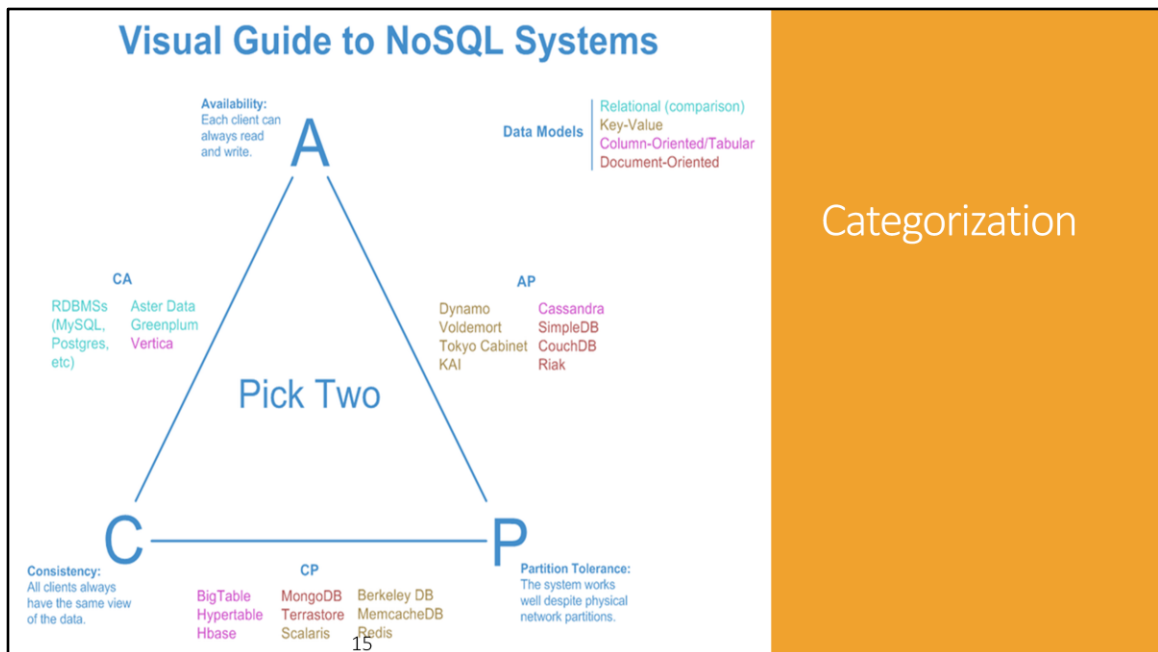 Visual Guide to NoSQL Systems
Availability:
Each client can
always read
and write.
A
Data Models
Relational (comparison)
Key-Value
Column-Oriented/Tabular
Document-Oriented
Categorization
CA
RDBMSs
(MySQL,
Postgres,
etc)
Aster Data
Greenplum
Vertica
AP
Dynamo
Voldemort
Tokyo Cabinet
KAI
Cassandra
SimpleDB
CouchDB
Riak
Pick Two
C
P
Consistency:
All clients always
have the same view
of the data.
CP
BigTable
Hypertable
Hbase
MongoDB
Terrastore
Scalaris
Berkeley DB
MemcacheDB
Redis
Partition Tolerance:
The system works
well despite physical
network partitions.
15